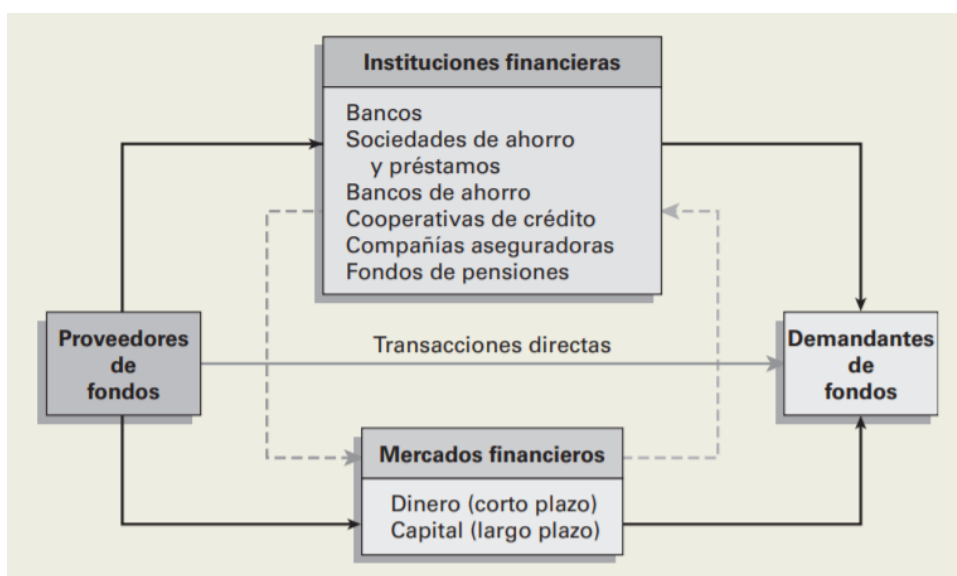 Instituciones financieras
Bancos
Sociedades de ahorro
y préstamos
Bancos de ahorro
Cooperativas de crédito
Compañías aseguradoras
Fondos de pensiones
Proveedores
de
fondos
Transacciones directas
Demandantes
de
fondos
Mercados financieros
Dinero (corto plazo)
Capital (largo plazo)